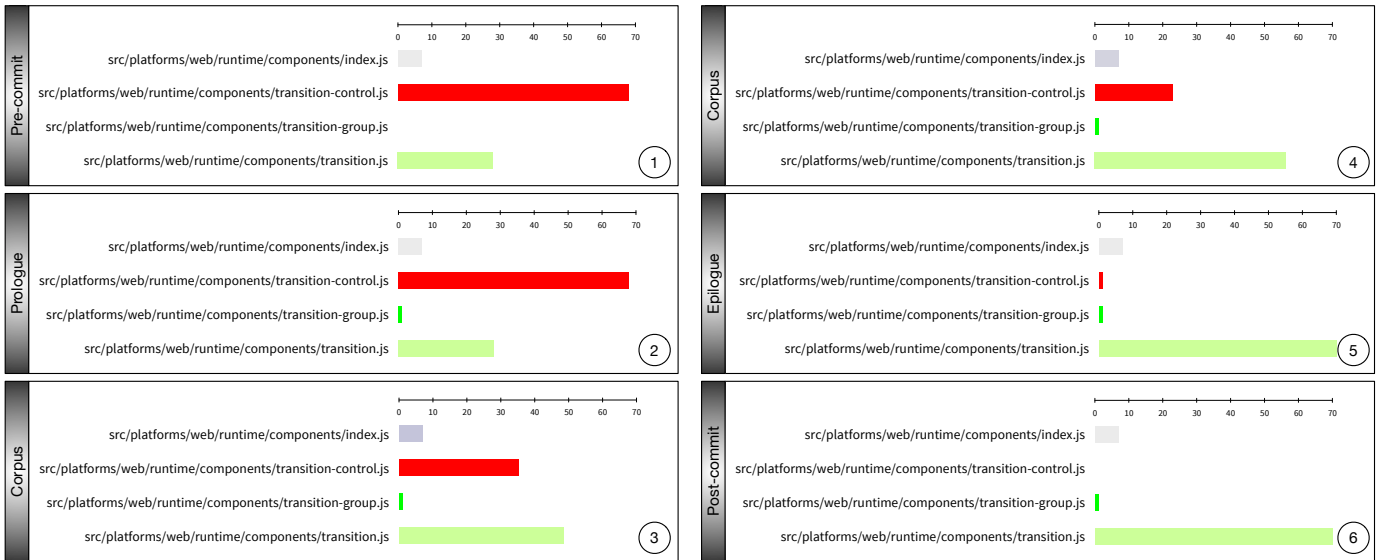 Pre-commit
0 10 20 30 40 50 60 70
src/platforms/web/runtime/components/index.js
src/platforms/web/runtime/components/transition-control.js
src/platforms/web/runtime/components/transition-group.js
src/platforms/web/runtime/components/transition.js
1
Prologue
0 10 20 30 40 50 60 70
src/platforms/web/runtime/components/index.js
src/platforms/web/runtime/components/transition-control.js
src/platforms/web/runtime/components/transition-group.js
src/platforms/web/runtime/components/transition.js
2
Corpus
0 10 20 30 40 50 60 70
src/platforms/web/runtime/components/index.js
src/platforms/web/runtime/components/transition-control.js
src/platforms/web/runtime/components/transition-group.js
src/platforms/web/runtime/components/transition.js
3
Corpus
0 10 20 30 40 50 60 70
src/platforms/web/runtime/components/index.js
src/platforms/web/runtime/components/transition-control.js
src/platforms/web/runtime/components/transition-group.js
src/platforms/web/runtime/components/transition.js
4
Epilogue
0 10 20 30 40 50 60 70
src/platforms/web/runtime/components/index.js
src/platforms/web/runtime/components/transition-control.js
src/platforms/web/runtime/components/transition-group.js
src/platforms/web/runtime/components/transition.js
5
Post-commit
0 10 20 30 40 50 60 70
src/platforms/web/runtime/components/index.js
src/platforms/web/runtime/components/transition-control.js
src/platforms/web/runtime/components/transition-group.js
src/platforms/web/runtime/components/transition.js
6